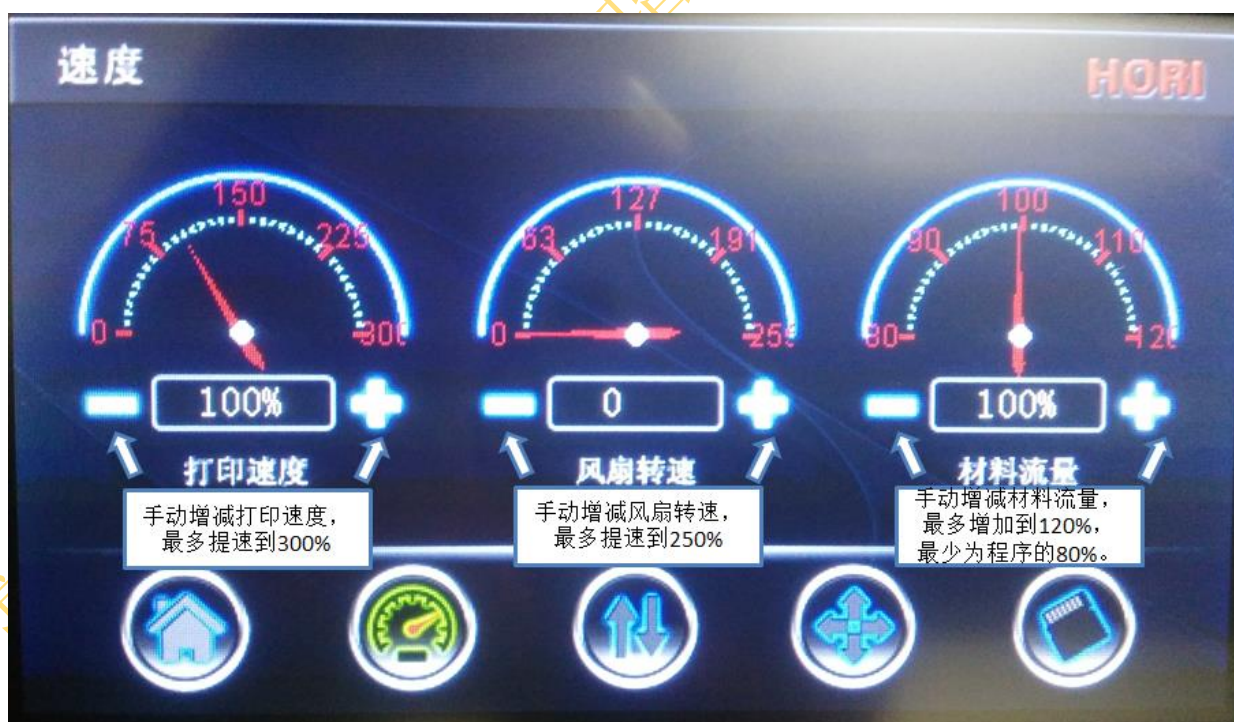 速度
HORI
0 75 150 225 300
0 63 127 191 255
80 90 100 110 120
100%
0
100%
打印速度
风扇转速
材料流量
手动增减打印速度，
最多提速到300%
手动增减风扇转速，
最多提速到250%
手动增减材料流量，
最多增加到120%，
最少为程序的80%。